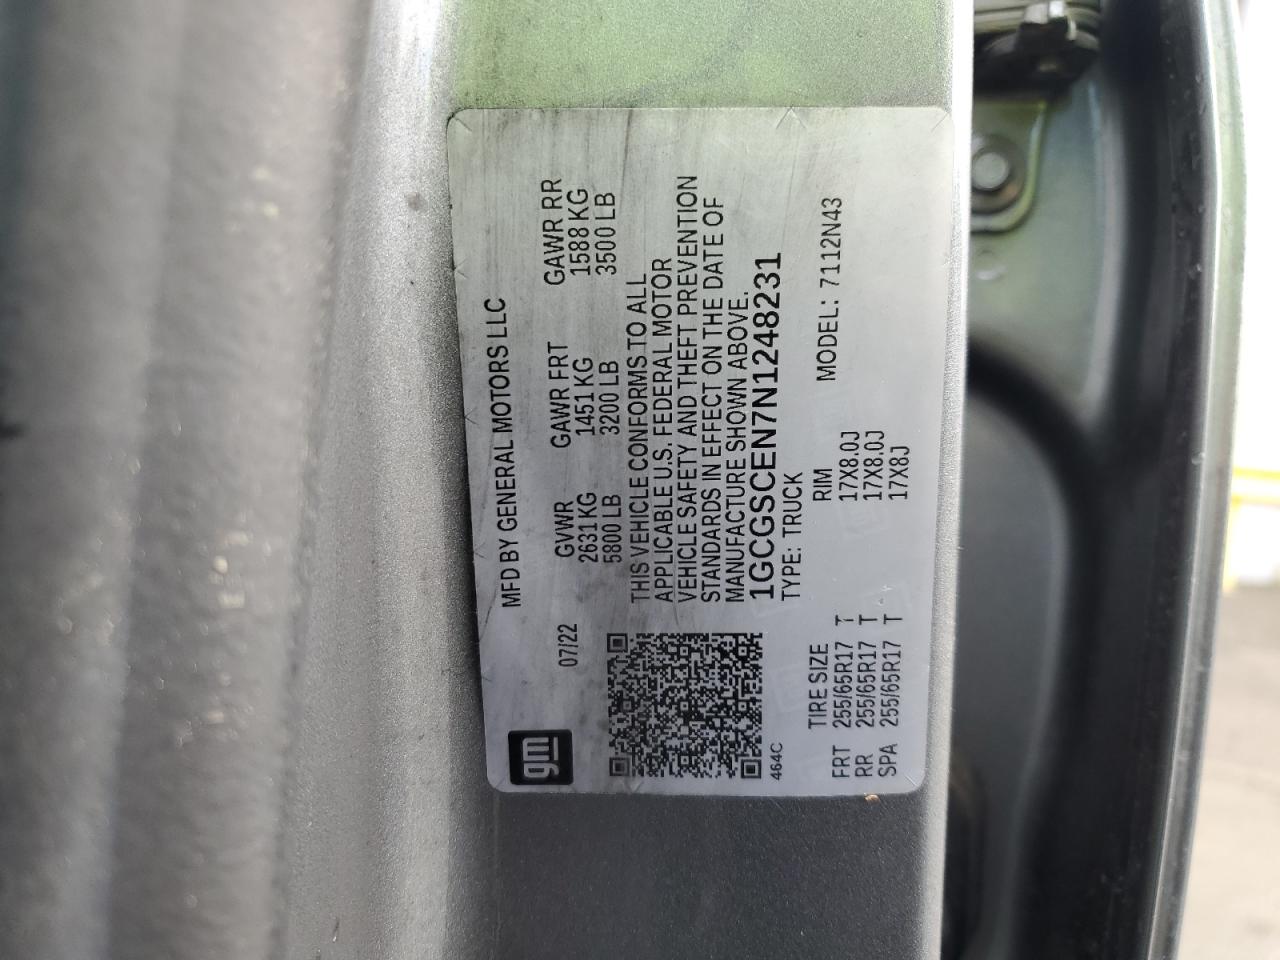 gm
MFD BY GENERAL MOTORS LLC
07/22
GVWR GAWR FRT GAWR RR
2631 KG 1451 KG 1588 KG
5800 LB 3200 LB 3500 LB
THIS VEHICLE CONFORMS TO ALL
APPLICABLE U.S. FEDERAL MOTOR
VEHICLE SAFETY AND THEFT PREVENTION
STANDARDS IN EFFECT ON THE DATE OF
MANUFACTURE SHOWN ABOVE.
1GCGSCEN7N1248231
464C
TYPE: TRUCK
MODEL: 7112N43
TIRE SIZE RIM
FRT 255/65R17 T 17X8.0J
RR 255/65R17 T 17X8.0J
SPA 255/65R17 T 17X8J